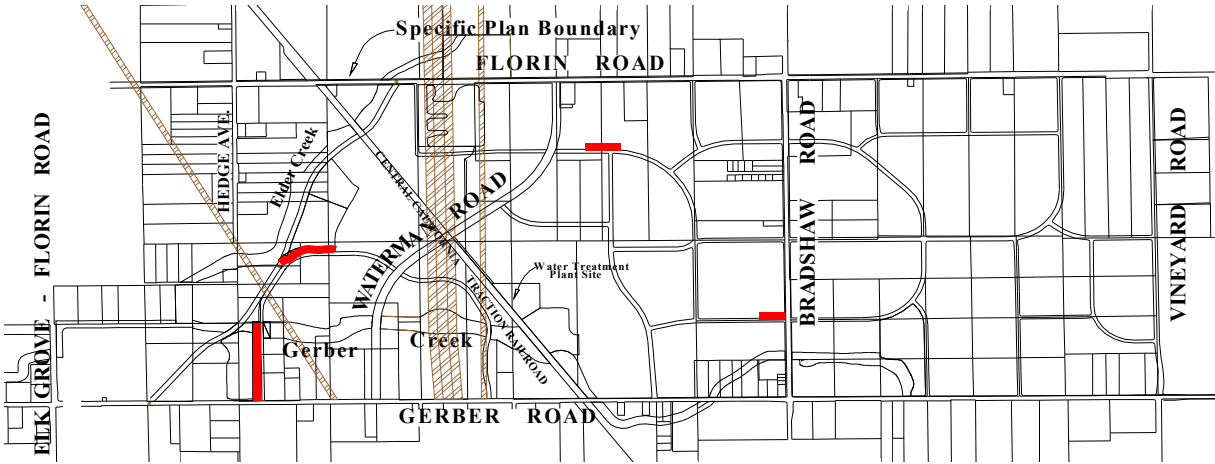 Specific Plan Boundary
FLORIN ROAD
ELK GROVE - FLORIN ROAD
HEDGE AVE.
Elder Creek
CENTRAL CALIFORNIA
TRACTION RAILROAD
WATERMAN ROAD
Water Treatment
Plant Site
BRADSHAW ROAD
VINEYARD ROAD
Gerber Creek
GERBER ROAD